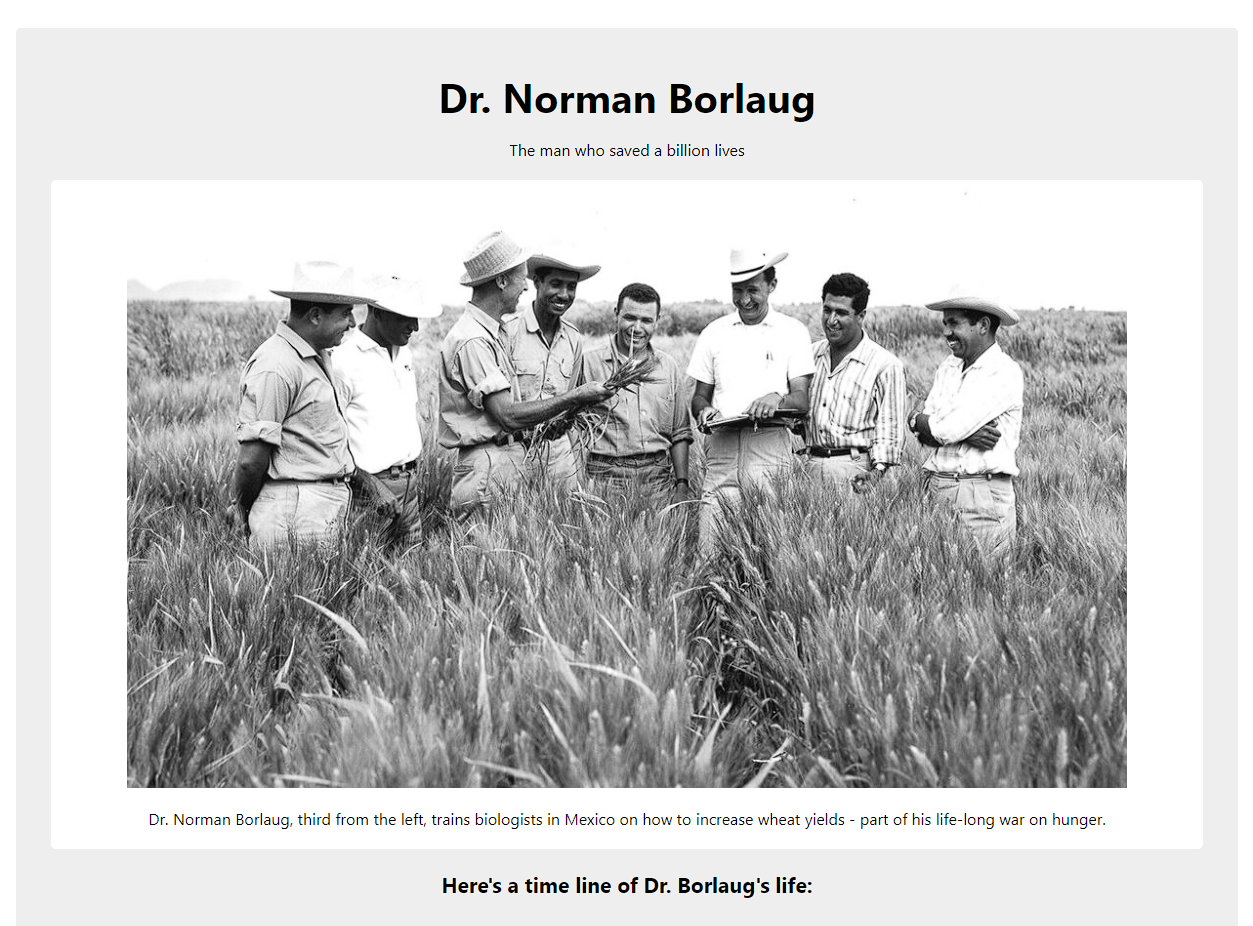 Dr. Norman Borlaug
The man who saved a billion lives
Dr. Norman Borlaug, third from the left, trains biologists in Mexico on how to increase wheat yields - part of his life-long war on hunger.
Here's a time line of Dr. Borlaug's life: